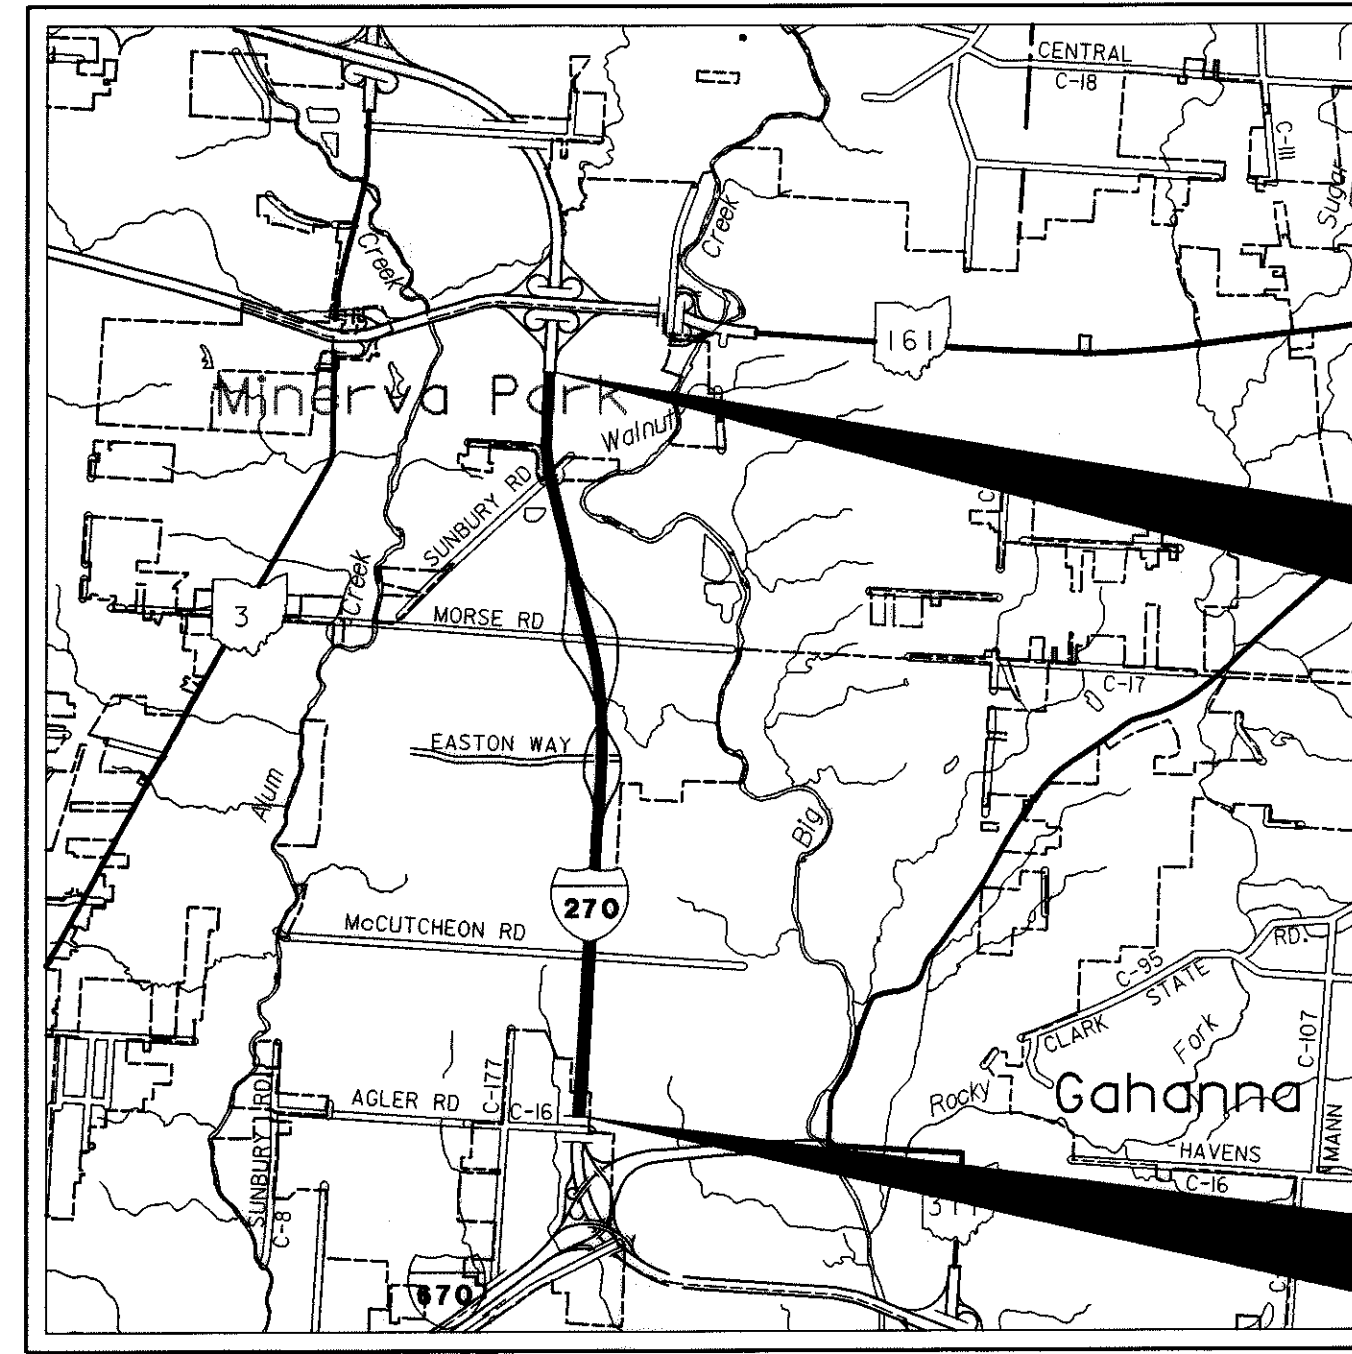 CENTRAL
C-18
C-111
Sugar
Creek
Creek
161
Minerva Park
Walnut
SUNBURY RD
Creek
3
MORSE RD
C-17
EASTON WAY
Alum
Big
270
McCUTCHEON RD
RD.
C-95
STATE
CLARK
Fork
C-107
Gahanna
Rocky
AGLER RD
C-177
C-16
SUNBURY RD
MANN
HAVENS
C-16
C-8
670